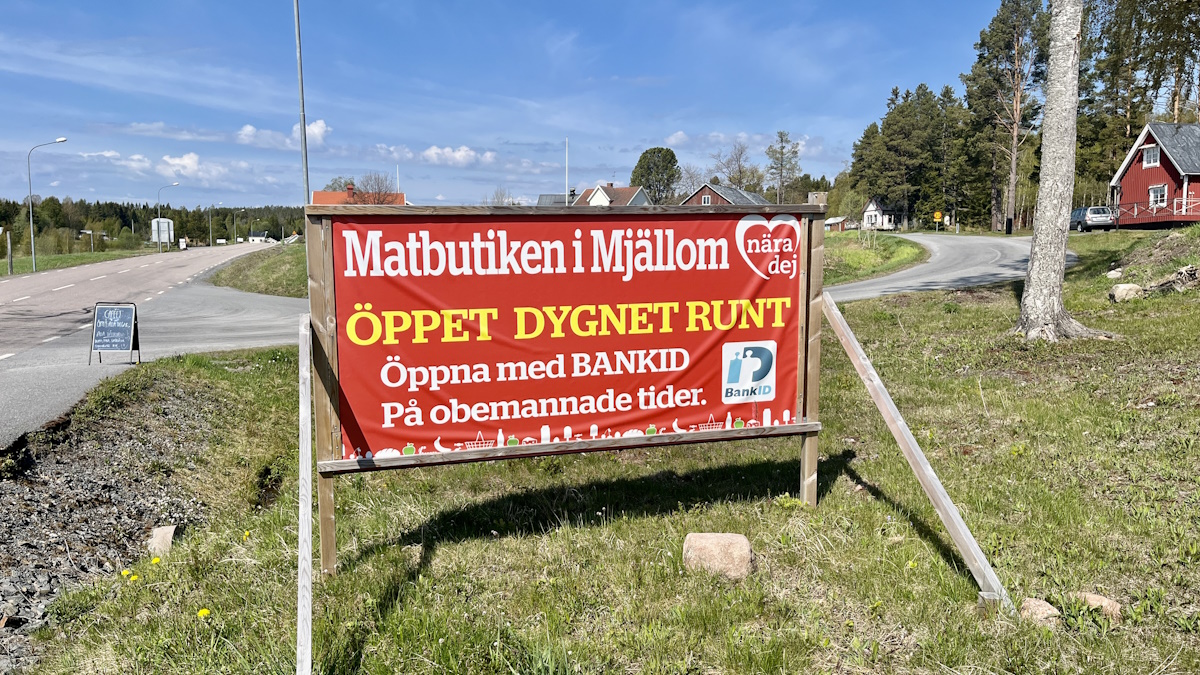 Matbutiken i Mjällom
nära
dej
ÖPPET DYGNET RUNT
Öppna med BANKID
På obemannade tider.
BankID